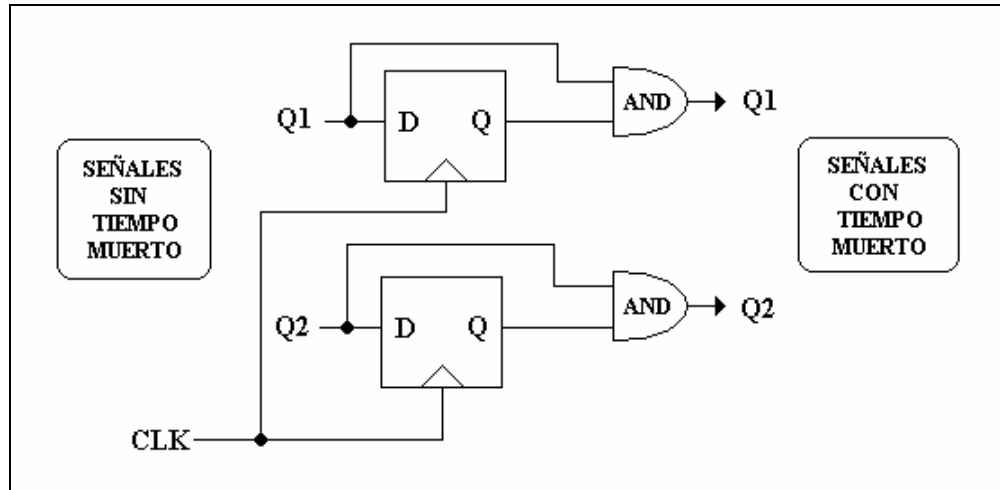 Q1
D
Q
AND
Q1
SEÑALES
SIN
TIEMPO
MUERTO
SEÑALES
CON
TIEMPO
MUERTO
Q2
D
Q
AND
Q2
CLK